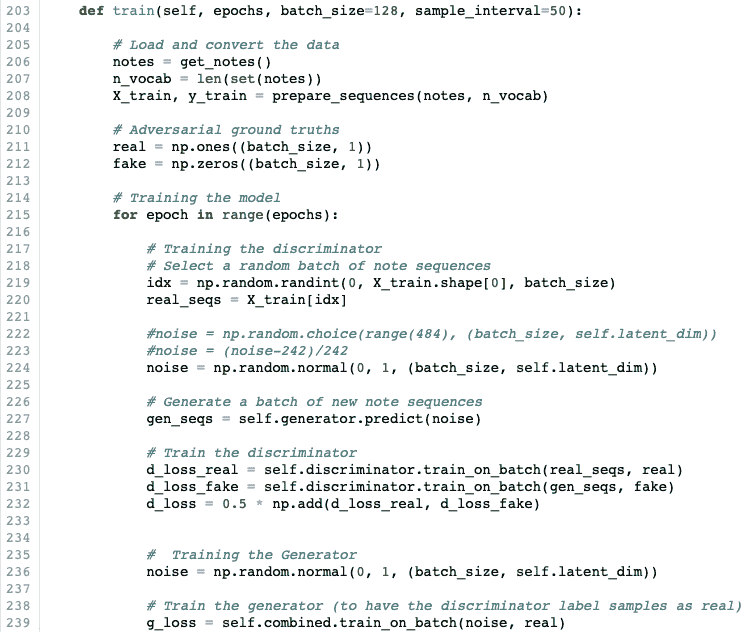 203 def train(self, epochs, batch_size=128, sample_interval=50):
204
205 # Load and convert the data
206 notes = get_notes()
207 n_vocab = len(set(notes))
208 X_train, y_train = prepare_sequences(notes, n_vocab)
209
210 # Adversarial ground truths
211 real = np.ones((batch_size, 1))
212 fake = np.zeros((batch_size, 1))
213
214 # Training the model
215 for epoch in range(epochs):
216
217 # Training the discriminator
218 # Select a random batch of note sequences
219 idx = np.random.randint(0, X_train.shape[0], batch_size)
220 real_seqs = X_train[idx]
221
222 #noise = np.random.choice(range(484), (batch_size, self.latent_dim))
223 #noise = (noise-242)/242
224 noise = np.random.normal(0, 1, (batch_size, self.latent_dim))
225
226 # Generate a batch of new note sequences
227 gen_seqs = self.generator.predict(noise)
228
229 # Train the discriminator
230 d_loss_real = self.discriminator.train_on_batch(real_seqs, real)
231 d_loss_fake = self.discriminator.train_on_batch(gen_seqs, fake)
232 d_loss = 0.5 * np.add(d_loss_real, d_loss_fake)
233
234
235 #  Training the Generator
236 noise = np.random.normal(0, 1, (batch_size, self.latent_dim))
237
238 # Train the generator (to have the discriminator label samples as real)
239 g_loss = self.combined.train_on_batch(noise, real)